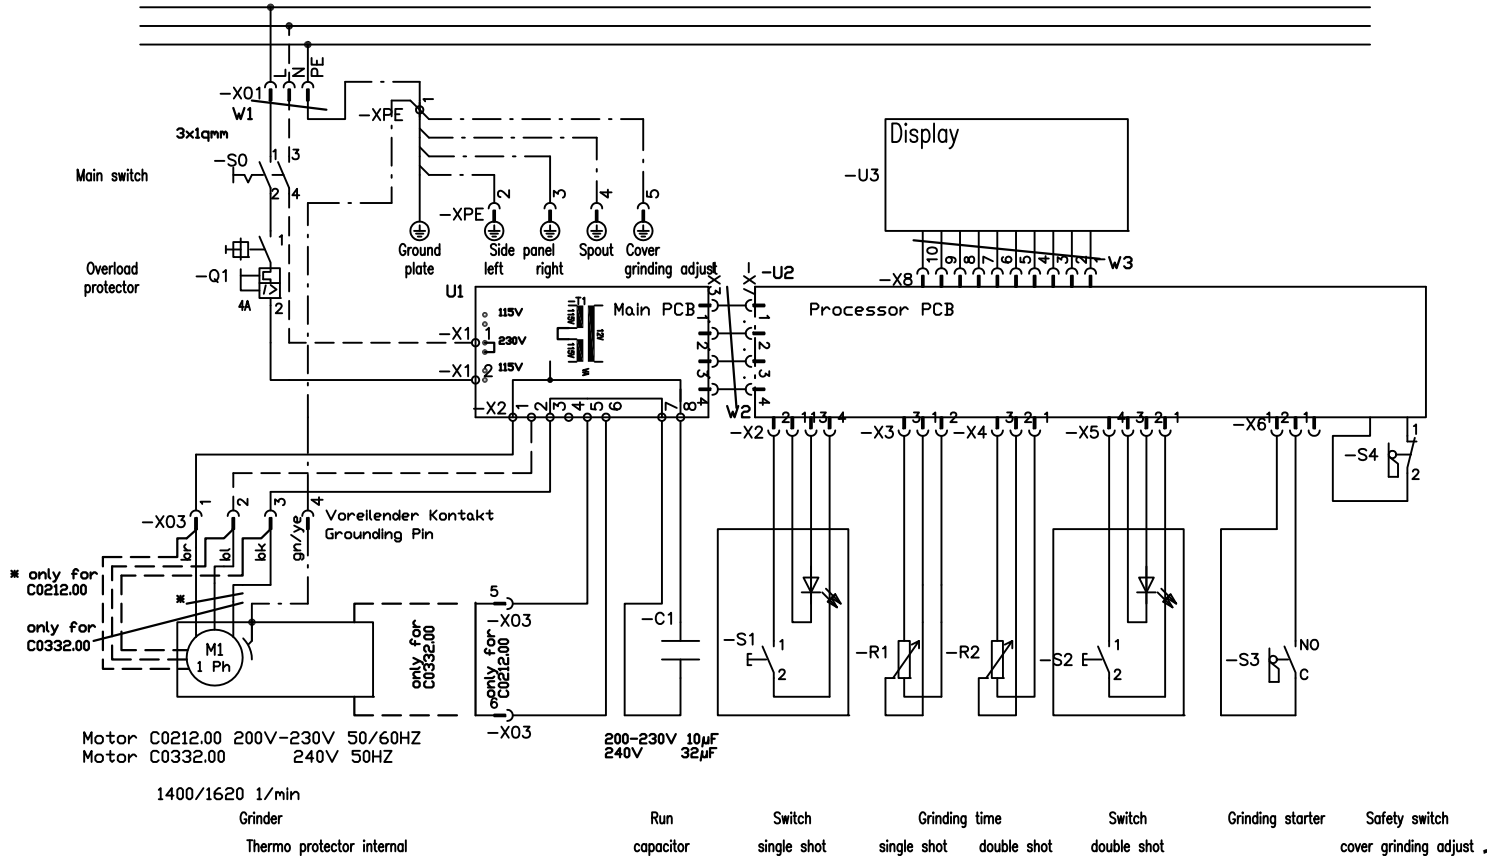 L
N
PE
-X01
W1
3x1qmm
-XPE
1
-S0
1 3
2 4
Main switch
-XPE
2
3
4
5
Ground
plate
Side panel
left right
Spout
Cover
grinding adjust
Overload
protector
-Q1
1
4A
2
Display
-U3
10
9
8
7
6
5
4
3
2
1
W3
-X8
U1
Main PCB
115V
-X1 1
230V
-X1 2
115V
T1
115V
115V
12V
VA
-X3
1
2
3
4
W2
-X7
1
2
3
4
-U2
Processor PCB
-X2
1
2
3
4
5
6
7
8
-X2
2 1 13 4
-X3
3 1 2
-X4
3 2 1
-X5
4 3 2 1
-X6
1 2 1
-S4
1
2
-X03
1
2
3
4
Voreilender Kontakt
Grounding Pin
br
bl
bk
gn/ye
* only for
C0212.00
*
only for
C0332.00
M1
1 Ph
only for
C0332.00
only for
C0212.00
5
-X03
6
-X03
-C1
200-230V 10µF
240V 32µF
-S1
1
2
-R1
-R2
-S2
1
2
-S3
NO
C
Motor C0212.00 200V-230V 50/60HZ
Motor C0332.00 240V 50HZ
1400/1620 1/min
Grinder
Thermo protector internal
Run
capacitor
Switch
single shot
Grinding time
single shot double shot
Switch
double shot
Grinding starter
Safety switch
cover grinding adjust